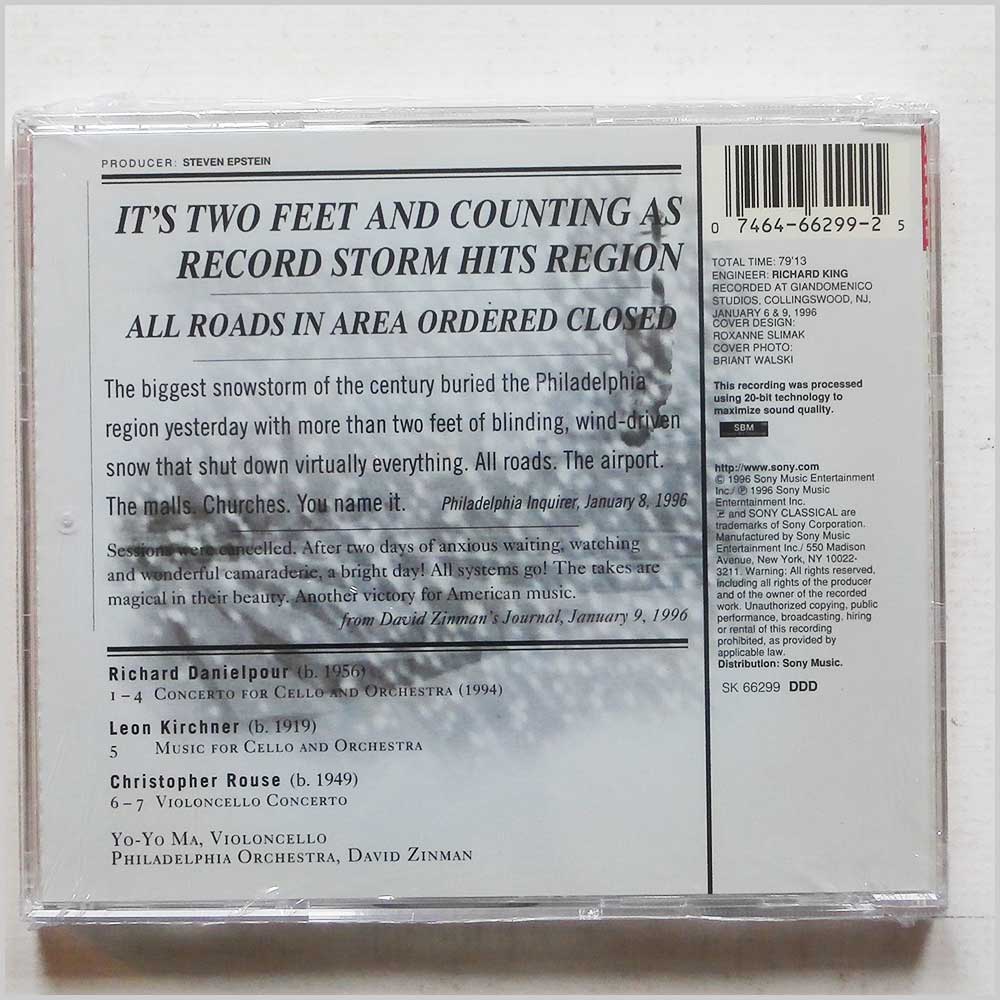 PRODUCER: STEVEN EPSTEIN
IT'S TWO FEET AND COUNTING AS
RECORD STORM HITS REGION
ALL ROADS IN AREA ORDERED CLOSED
The biggest snowstorm of the century buried the Philadelphia
region yesterday with more than two feet of blinding, wind-driven
snow that shut down virtually everything. All roads. The airport.
The malls. Churches. You name it. Philadelphia Inquirer, January 8, 1996
Sessions were cancelled. After two days of anxious waiting, watching
and wonderful camaraderie, a bright day! All systems go! The takes are
magical in their beauty. Another victory for American music.
from David Zinman's Journal, January 9, 1996
Richard Danielpour (b. 1956)
1–4 CONCERTO FOR CELLO AND ORCHESTRA (1994)
Leon Kirchner (b. 1919)
5 MUSIC FOR CELLO AND ORCHESTRA
Christopher Rouse (b. 1949)
6–7 VIOLONCELLO CONCERTO
YO-YO MA, VIOLONCELLO
PHILADELPHIA ORCHESTRA, DAVID ZINMAN
0 7464-66299-2 5
TOTAL TIME: 79'13
ENGINEER: RICHARD KING
RECORDED AT GIANDOMENICO
STUDIOS, COLLINGSWOOD, NJ,
JANUARY 6 & 9, 1996
COVER DESIGN:
ROXANNE SLIMAK
COVER PHOTO:
BRIANT WALSKI
This recording was processed
using 20-bit technology to
maximize sound quality.
SBM
http://www.sony.com
© 1996 Sony Music Entertainment
Inc./ ℗ 1996 Sony Music
Enterntainment Inc.
and SONY CLASSICAL are
trademarks of Sony Corporation.
Manufactured by Sony Music
Entertainment Inc./ 550 Madison
Avenue, New York, NY 10022-
3211. Warning: All rights reserved,
including all rights of the producer
and of the owner of the recorded
work. Unauthorized copying, public
performance, broadcasting, hiring
or rental of this recording
prohibited, as provided by
applicable law.
Distribution: Sony Music.
SK 66299 DDD